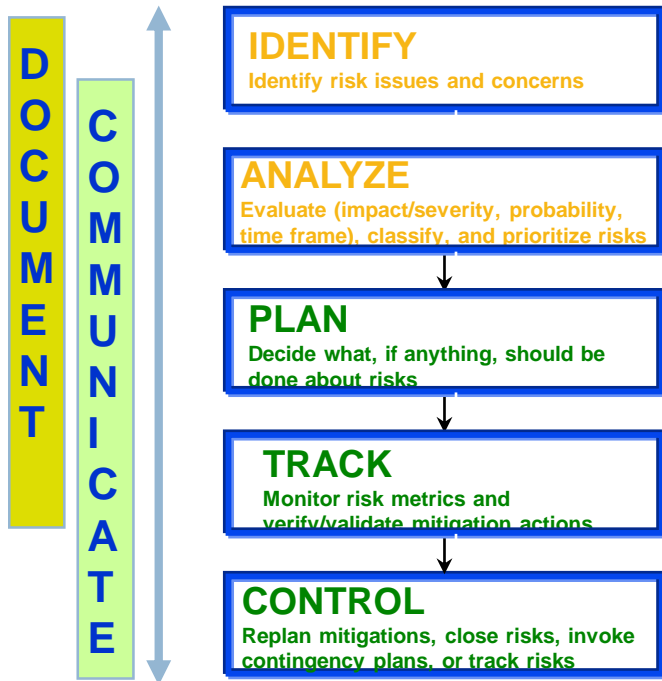 DOCUMENT
COMMUNICATE
IDENTIFY
Identify risk issues and concerns
ANALYZE
Evaluate (impact/severity, probability,
time frame), classify, and prioritize risks
PLAN
Decide what, if anything, should be
done about risks
TRACK
Monitor risk metrics and
verify/validate mitigation actions
CONTROL
Replan mitigations, close risks, invoke
contingency plans, or track risks